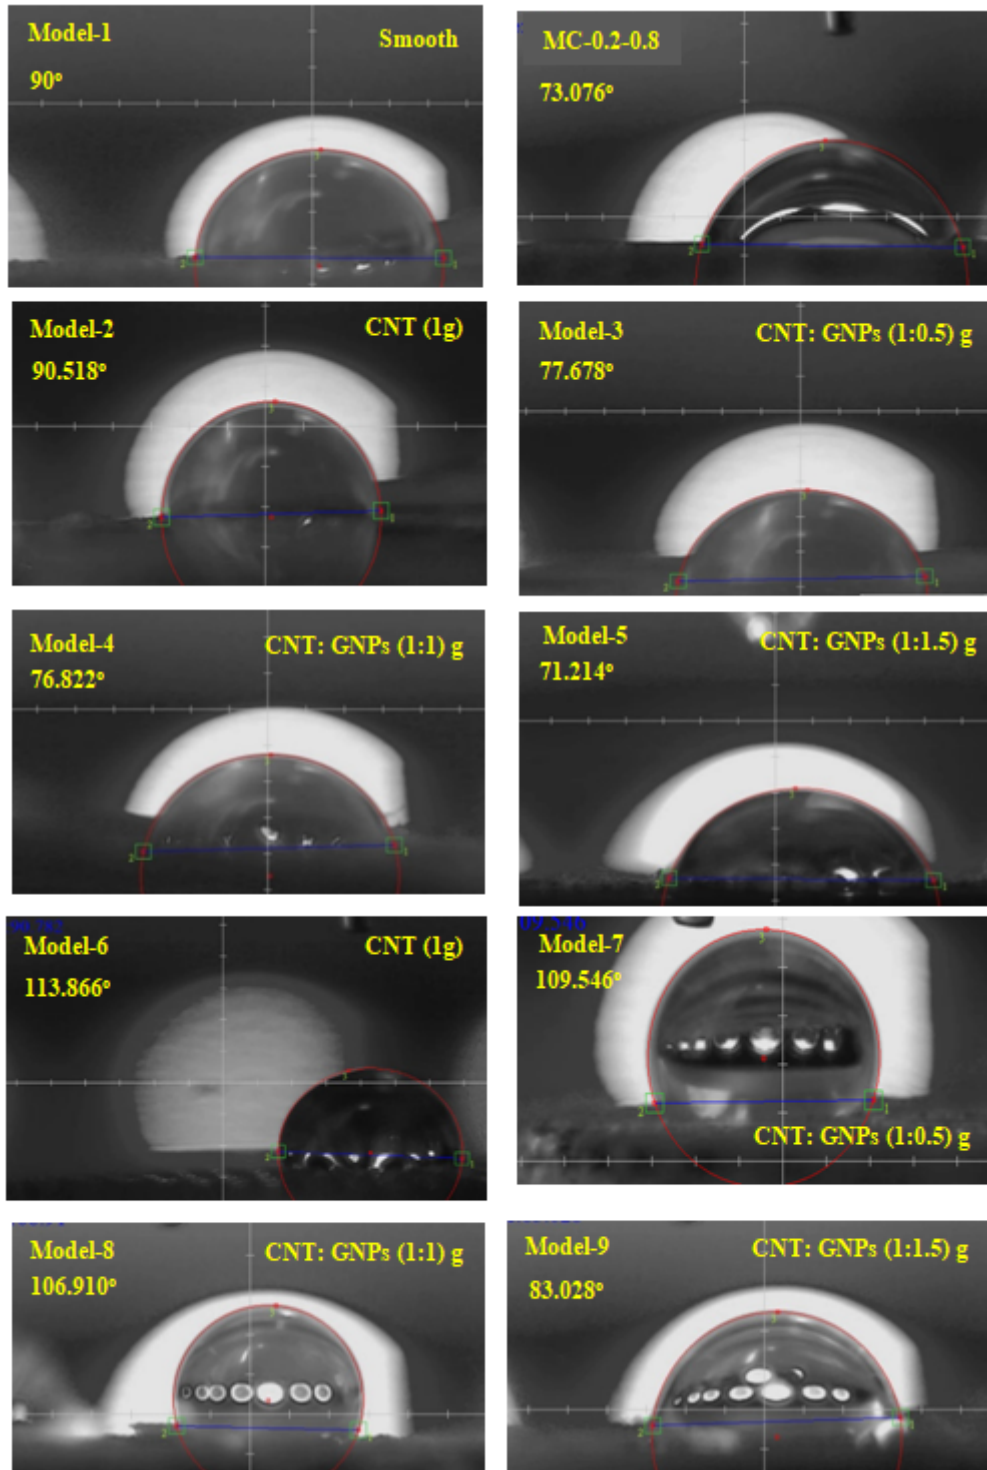 Model-1
Smooth
90°
MC-0.2-0.8
73.076°
Model-2
CNT (1g)
90.518°
Model-3
CNT: GNPs (1:0.5) g
77.678°
Model-4
CNT: GNPs (1:1) g
76.822°
Model-5
CNT: GNPs (1:1.5) g
71.214°
Model-6
CNT (1g)
113.866°
09.546
Model-7
109.546°
CNT: GNPs (1:0.5) g
Model-8
CNT: GNPs (1:1) g
106.910°
Model-9
CNT: GNPs (1:1.5) g
83.028°